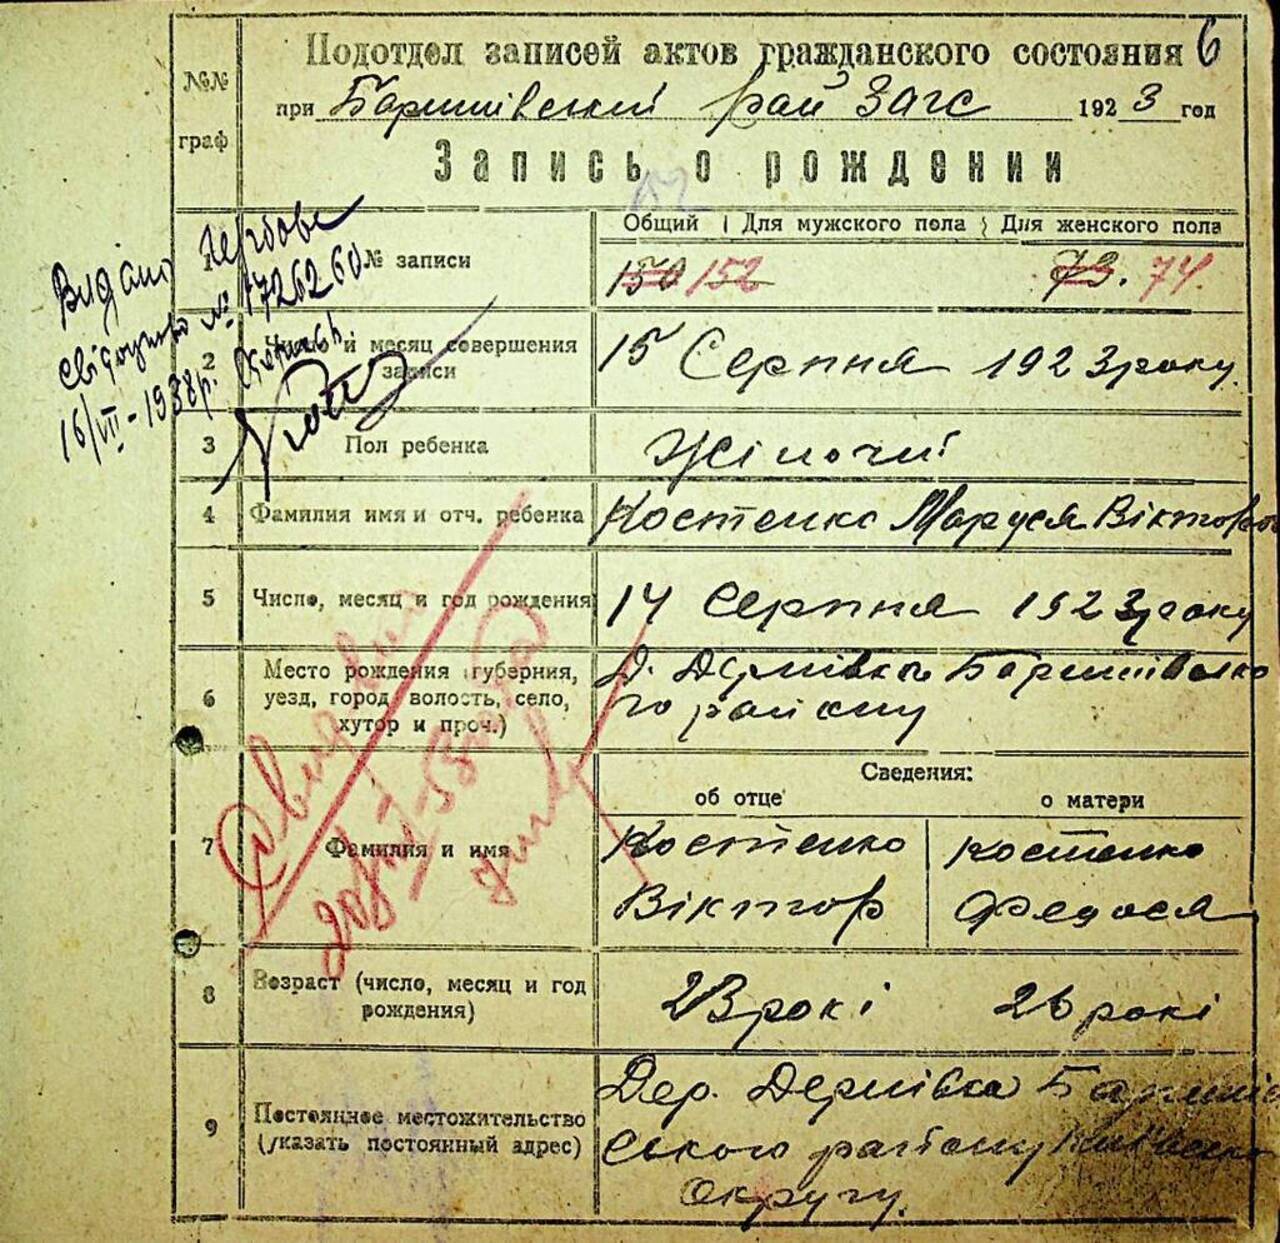 Подотдел записей актов гражданского состояния 6
при Баришівський рай Загс 1923 год
№№ граф
Запись о рождении
Общий Для мужского пола Для женского пола
1 № записи 150 152 73. 74.
Видано
свідоцтво № 1726260
16/VII-1938р.
2 Число и месяц совершения записи 15 Серпня 1923 року.
3 Пол ребенка Жіночий
4 Фамилия имя и отч. ребенка Костенко Маруся Вікторов
5 Число, месяц и год рождения 14 Серпня 1923 року
6 Место рождения (губерния, уезд, город, волость, село, хутор и проч.) Д. Дернівка Баришівсько
го району
Сведения:
об отце о матери
7 Фамилия и имя Костенко Костенко
Віктор Федося
8 Возраст (число, месяц и год рождения) 23 рокі 26 рокі
9 Постоянное местожительство (указать постоянный адрес) Дер. Дернівка Баришів
ського району Київсько
Округу.